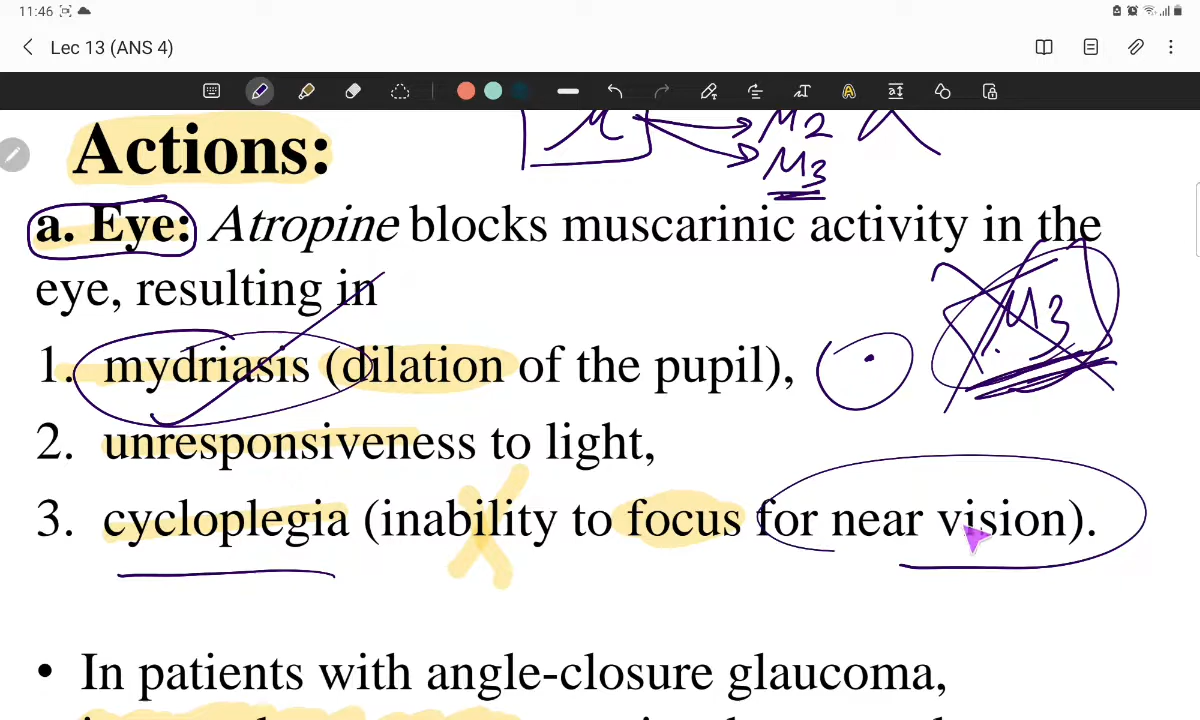 11:46
Lec 13 (ANS 4)
M → M2
M3
Actions:
a. Eye: Atropine blocks muscarinic activity in the
eye, resulting in
M3
1. mydriasis (dilation of the pupil),
2. unresponsiveness to light,
3. cycloplegia (inability to focus for near vision).
• In patients with angle-closure glaucoma,